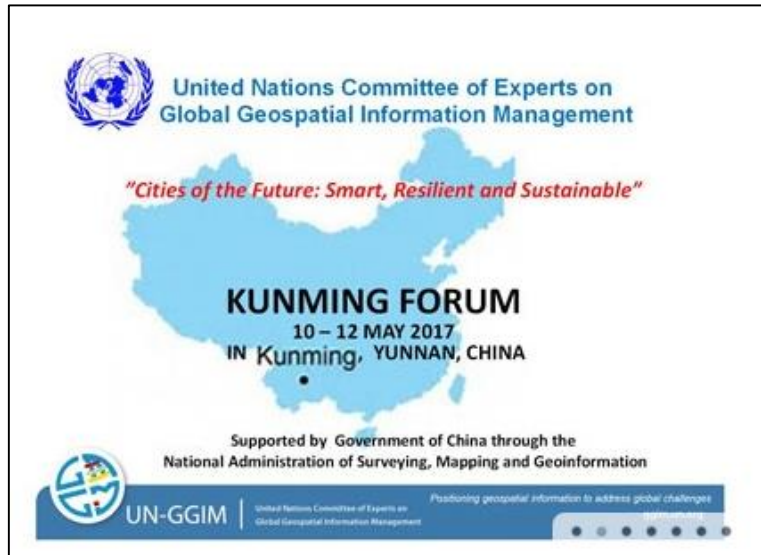 United Nations Committee of Experts on
Global Geospatial Information Management
"Cities of the Future: Smart, Resilient and Sustainable"
KUNMING FORUM
10 – 12 MAY 2017
IN Kunming, YUNNAN, CHINA
Supported by Government of China through the
National Administration of Surveying, Mapping and Geoinformation
Positioning geospatial information to address global challenges
UN-GGIM
United Nations Committee of Experts on
Global Geospatial Information Management